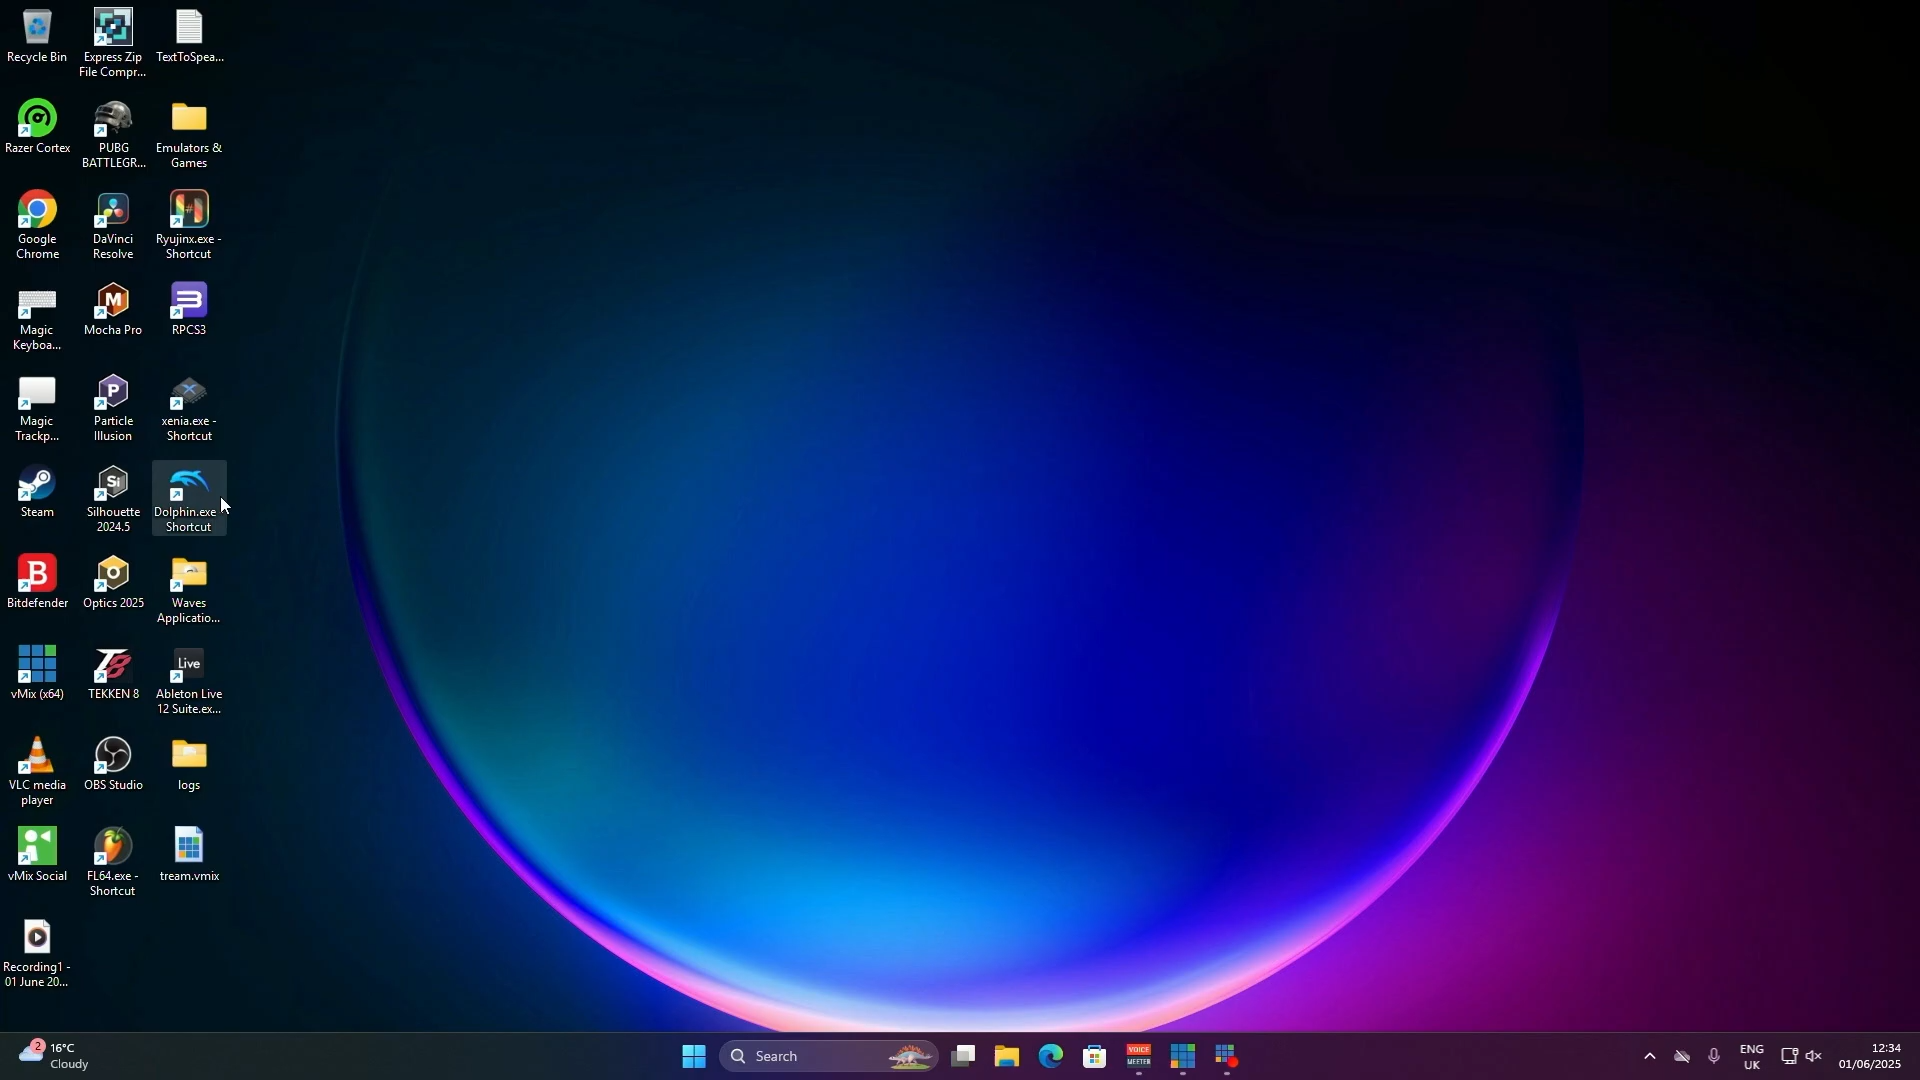 Recycle Bin
Express Zip
File Compr...
TextToSpea...
Razer Cortex
PUBG
BATTLEGR...
Emulators &
Games
Google
Chrome
DaVinci
Resolve
Ryujinx.exe -
Shortcut
Magic
Keyboa...
Mocha Pro
RPCS3
Magic
Trackp...
Particle
Illusion
xenia.exe -
Shortcut
Steam
Silhouette
2024.5
Dolphin.exe
Shortcut
Bitdefender
Optics 2025
Waves
Applicatio...
vMix (x64)
TEKKEN 8
Live
Ableton Live
12 Suite.ex...
VLC media
player
OBS Studio
logs
vMix Social
FL64.exe -
Shortcut
tream.vmix
Recording1 -
01 June 20...
2
16°C
Cloudy
Search
VOICE
MEETER
ENG
UK
12:34
01/06/2025